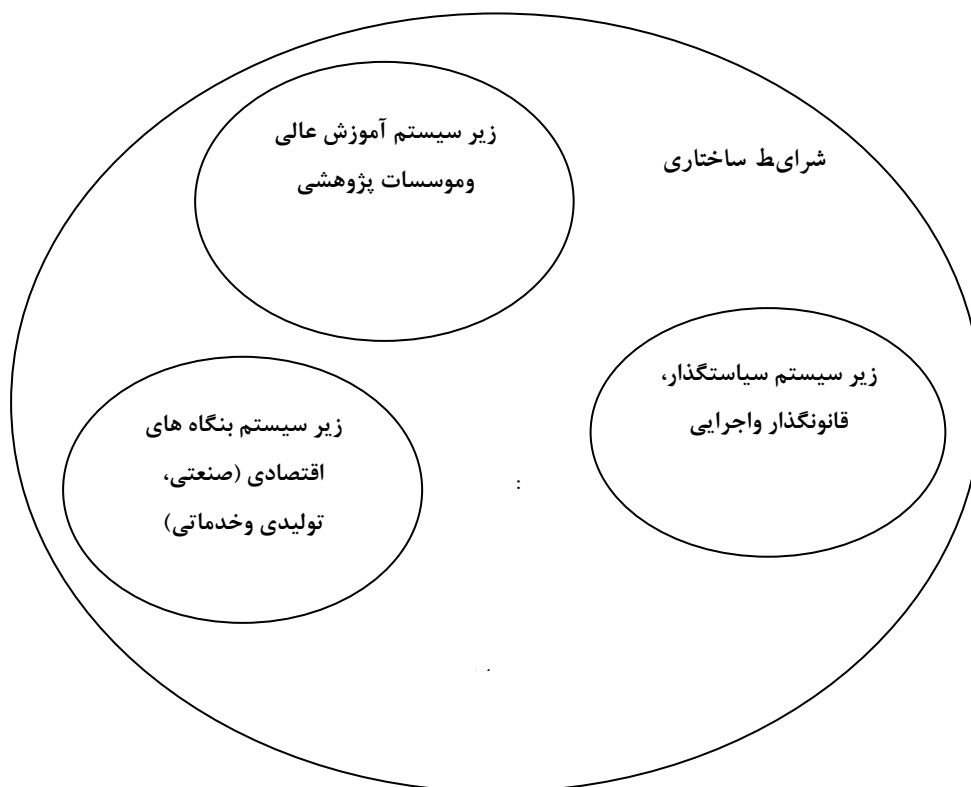 زیر سیستم آموزش عالی
وموسسات پژوهشی
شرایط ساختاری
زیر سیستم سیاستگذار،
قانونگذار واجرایی
زیر سیستم بنگاه های
اقتصادی (صنعتی،
تولیدی وخدماتی)
: